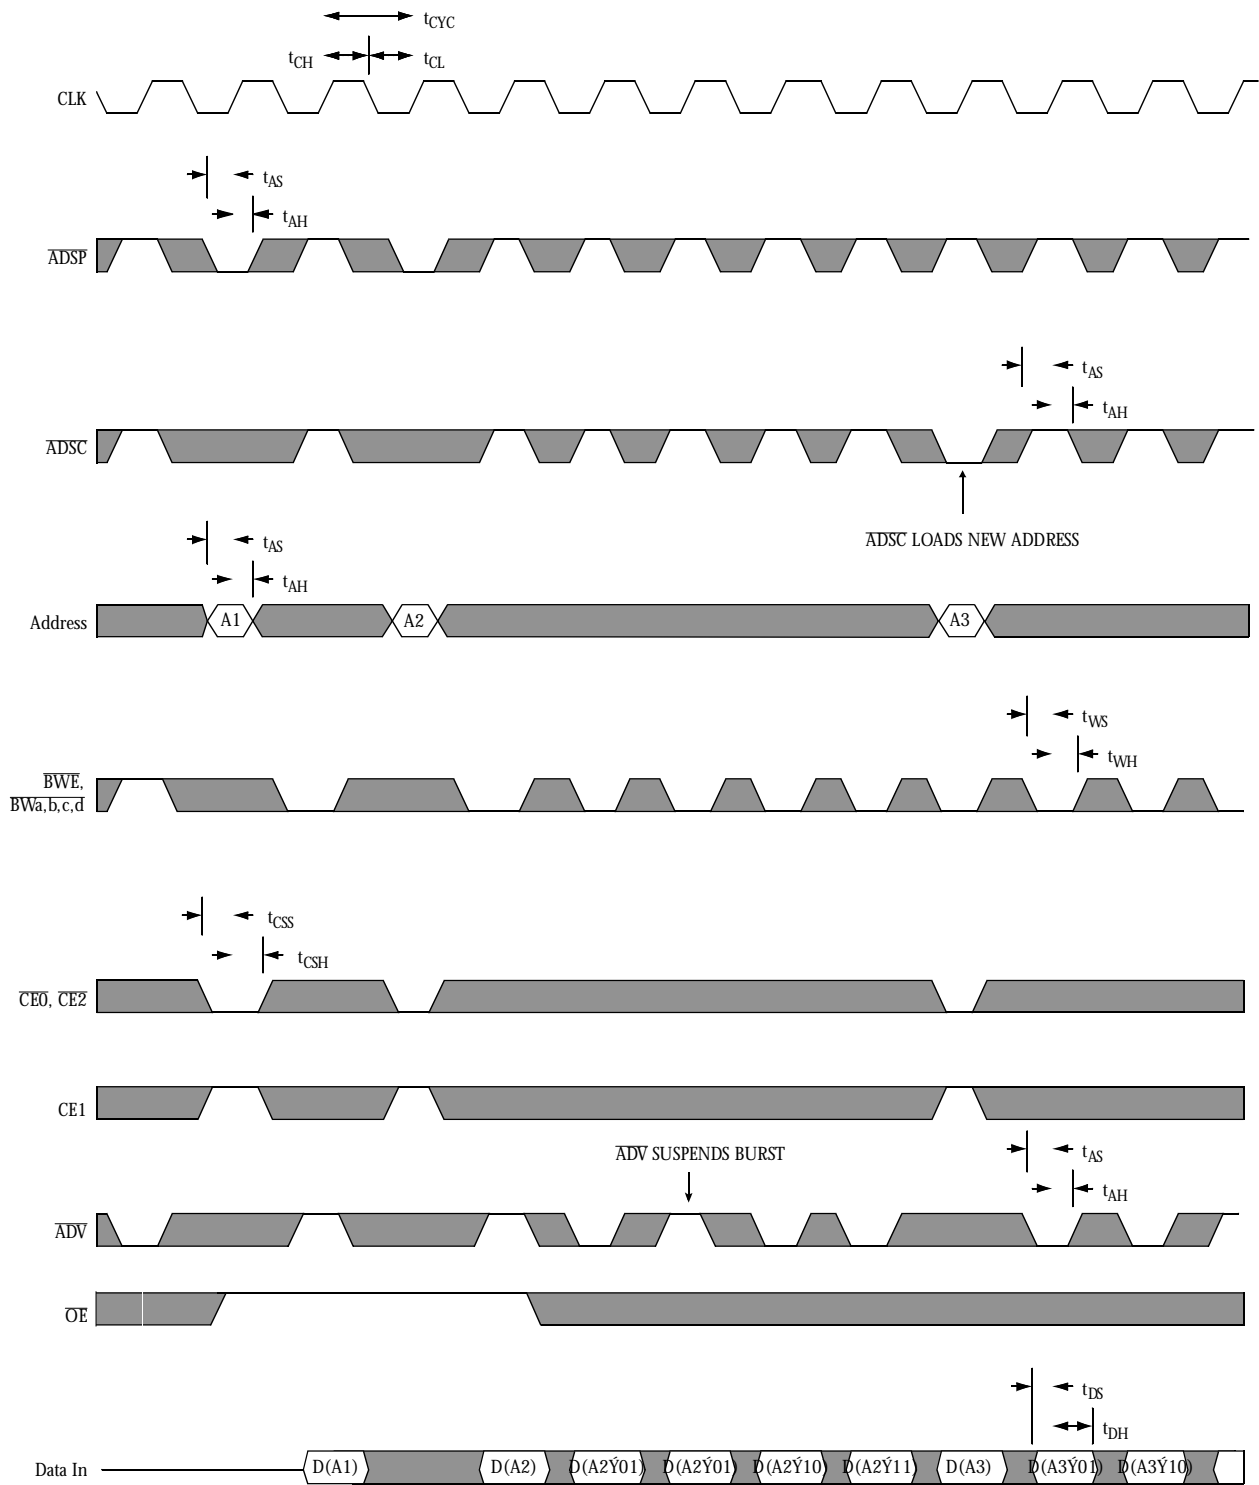 tCYC
tCH tCL
CLK
tAS
tAH
ADSP
tAS
tAH
ADSC
ADSC LOADS NEW ADDRESS
tAS
tAH
Address A1 A2 A3
tWS
tWH
BWE,
BWa,b,c,d
tCSS
tCSH
CE0, CE2
CE1
ADV SUSPENDS BURST
tAS
tAH
ADV
OE
tDS
tDH
Data In D(A1) D(A2) D(A2Ý01) D(A2Ý01) D(A2Ý10) D(A2Ý11) D(A3) D(A3Ý01) D(A3Ý10)